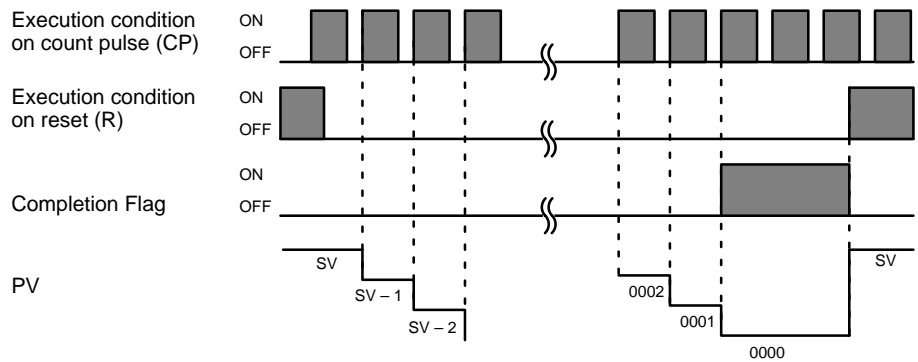 Execution condition
on count pulse (CP)
ON
OFF
Execution condition
on reset (R)
ON
OFF
Completion Flag
ON
OFF
PV
SV
SV – 1
SV – 2
0002
0001
0000
SV